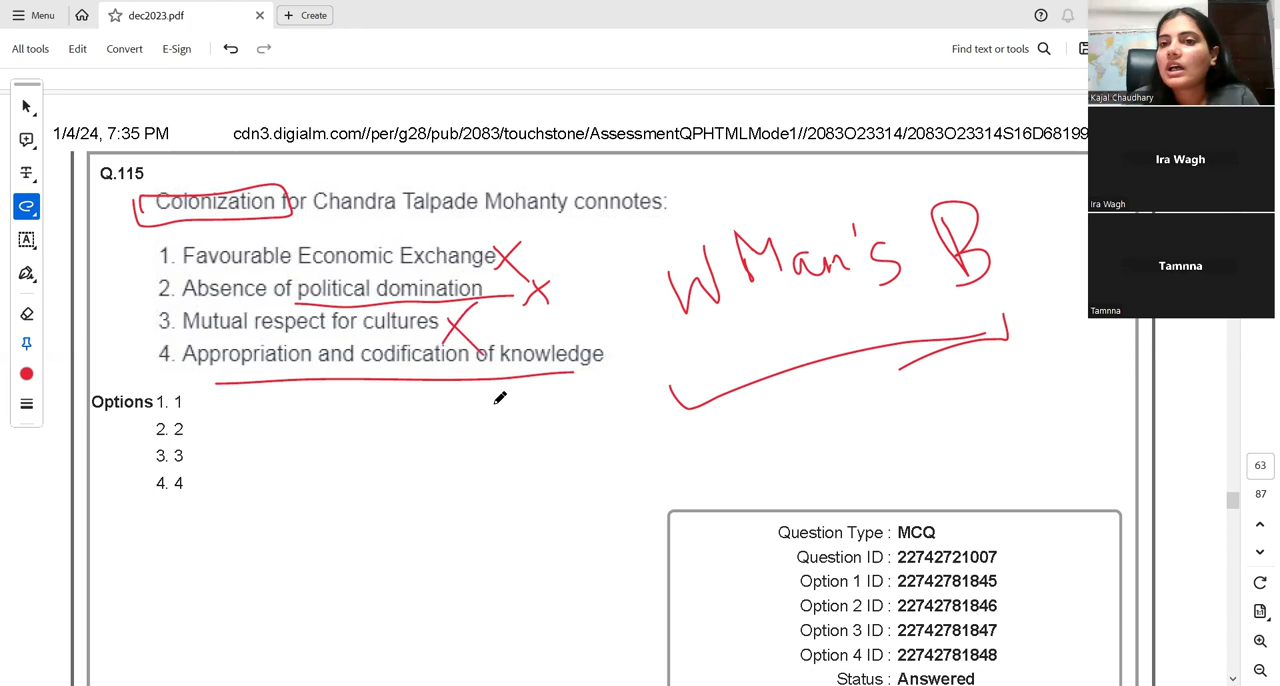 Menu
dec2023.pdf
Create
All tools Edit Convert E-Sign
Find text or tools
Kajal Chaudhary
1/4/24, 7:35 PM
cdn3.digialm.com//per/g28/pub/2083/touchstone/AssessmentQPHTMLMode1//2083O23314/2083O23314S16D68199
Ira Wagh
Ira Wagh
Q.115
Colonization for Chandra Talpade Mohanty connotes:
1. Favourable Economic Exchange
2. Absence of political domination
3. Mutual respect for cultures
4. Appropriation and codification of knowledge
W Man's B
Tamnna
Tamnna
Options 1. 1
2. 2
3. 3
4. 4
63
87
Question Type : MCQ
Question ID : 22742721007
Option 1 ID : 22742781845
Option 2 ID : 22742781846
Option 3 ID : 22742781847
Option 4 ID : 22742781848
Status : Answered